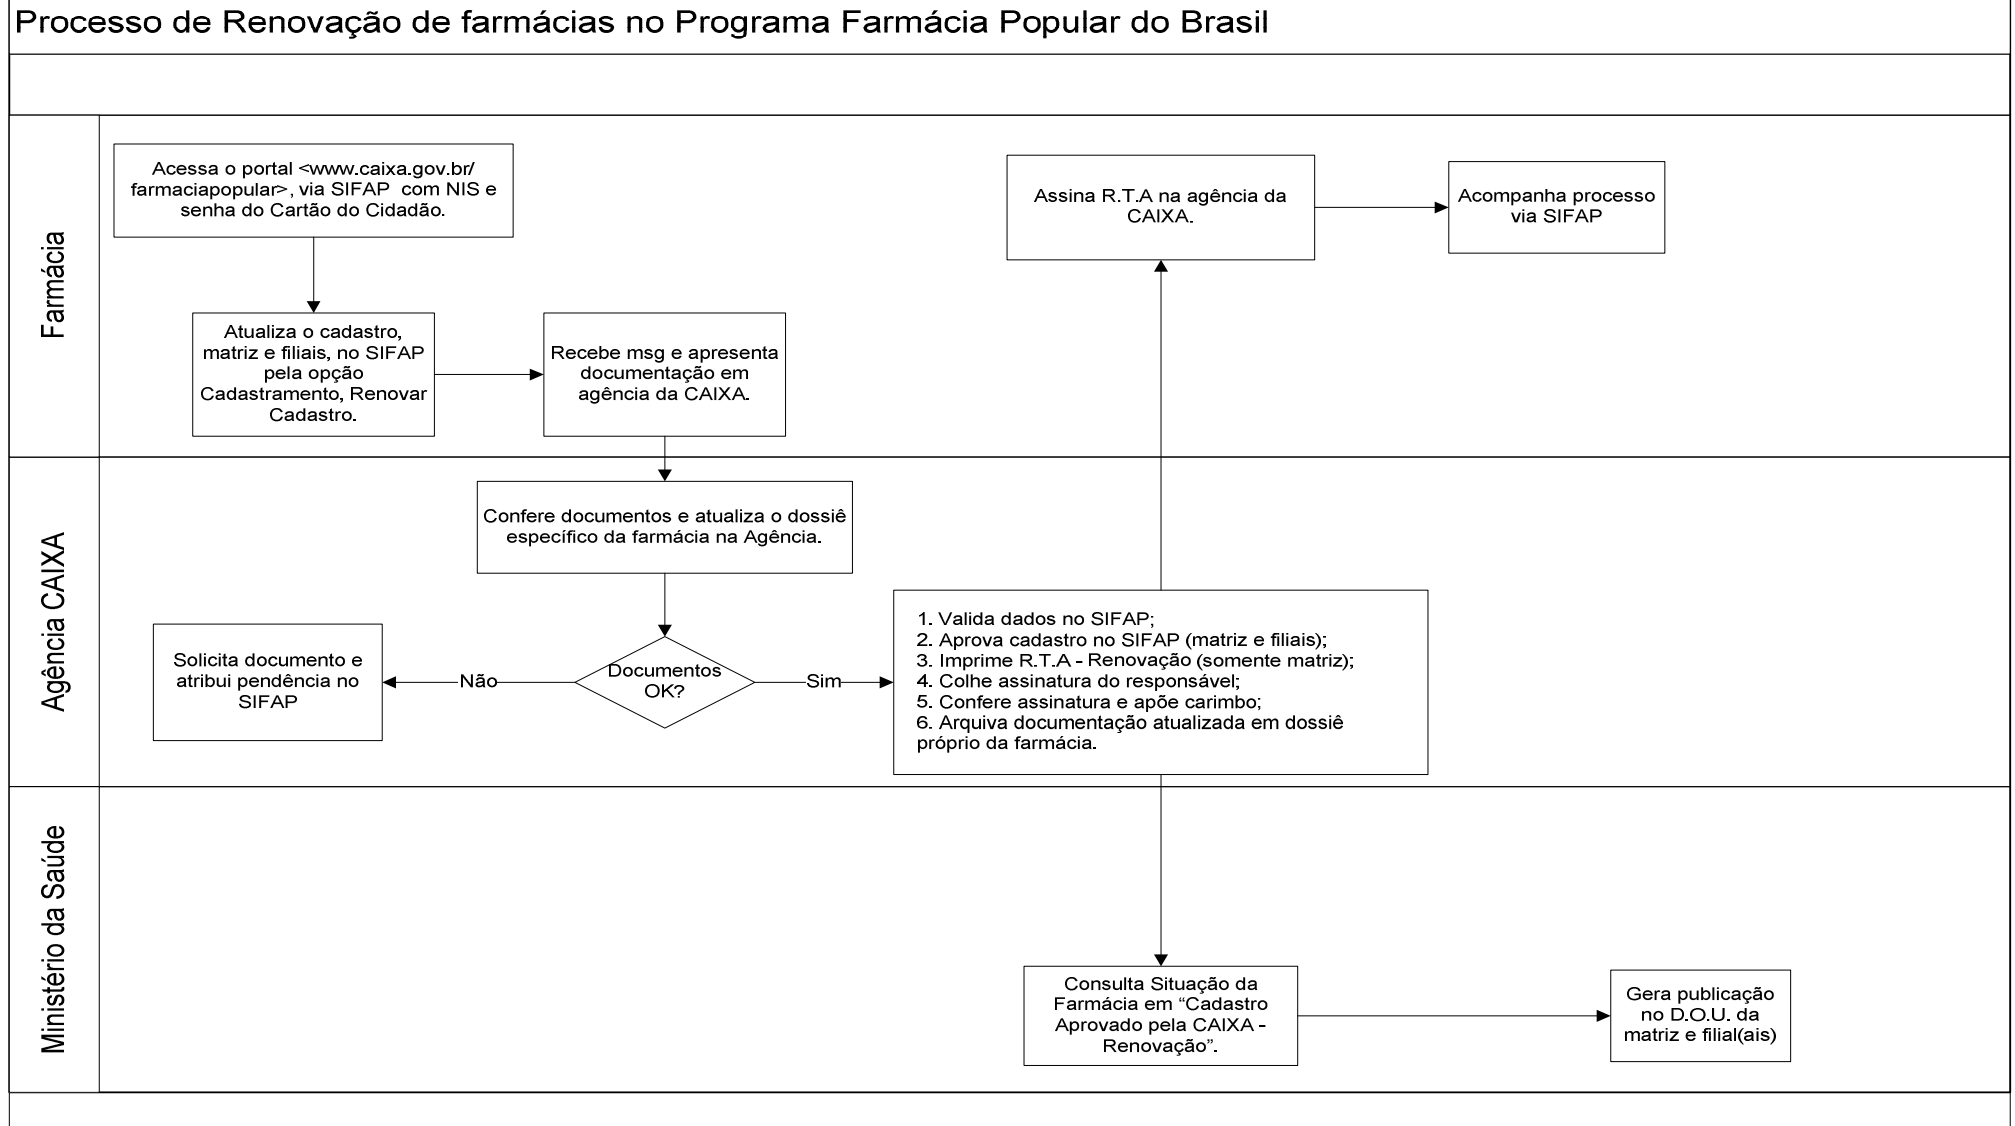 Processo de Renovação de farmácias no Programa Farmácia Popular do Brasil
Farmácia
Acessa o portal <www.caixa.gov.br/
farmaciapopular>, via SIFAP com NIS e
senha do Cartão do Cidadão.
Atualiza o cadastro,
matriz e filiais, no SIFAP
pela opção
Cadastramento, Renovar
Cadastro.
Recebe msg e apresenta
documentação em
agência da CAIXA.
Assina R.T.A na agência da
CAIXA.
Acompanha processo
via SIFAP
Agência CAIXA
Confere documentos e atualiza o dossiê
específico da farmácia na Agência.
Documentos
OK?
Não
Solicita documento e
atribui pendência no
SIFAP
Sim
1. Valida dados no SIFAP;
2. Aprova cadastro no SIFAP (matriz e filiais);
3. Imprime R.T.A - Renovação (somente matriz);
4. Colhe assinatura do responsável;
5. Confere assinatura e apõe carimbo;
6. Arquiva documentação atualizada em dossiê
próprio da farmácia.
Ministério da Saúde
Consulta Situação da
Farmácia em “Cadastro
Aprovado pela CAIXA -
Renovação”.
Gera publicação
no D.O.U. da
matriz e filial(ais)